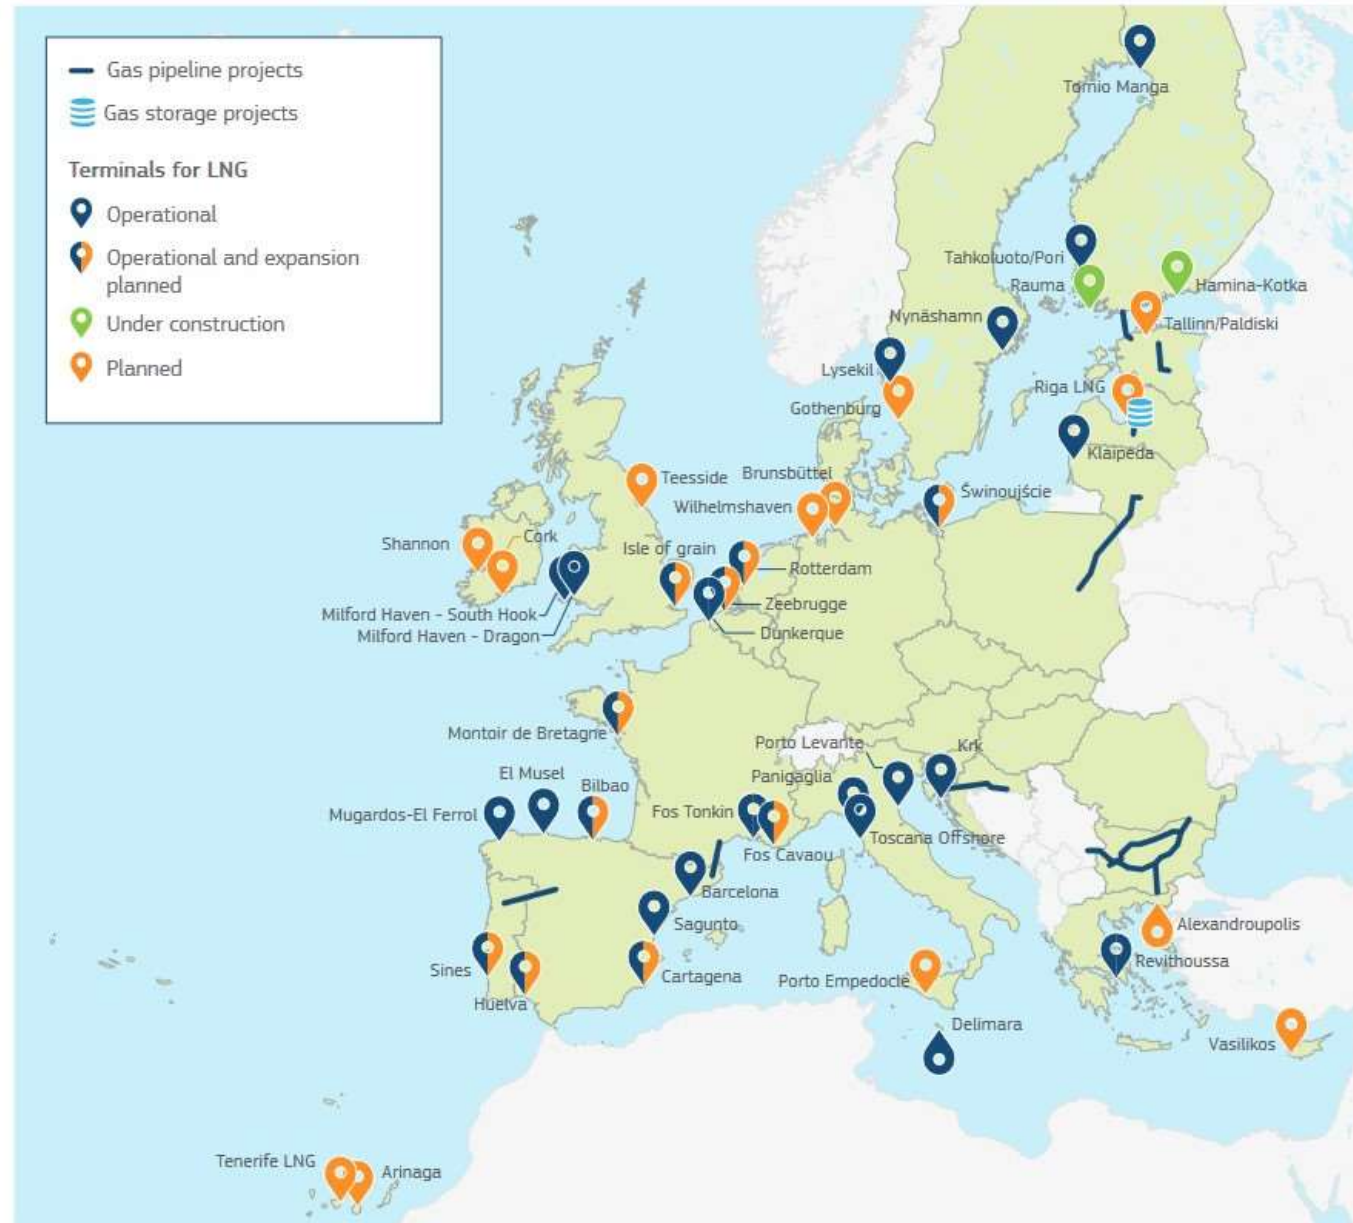 Gas pipeline projects
Gas storage projects
Terminals for LNG
Operational
Operational and expansion
planned
Under construction
Planned
Tornio Manga
Tahkoluoto/Pori
Rauma
Hamina-Kotka
Nynäshamn
Tallinn/Paldiski
Lysekil
Riga LNG
Gothenburg
Klaipeda
Teesside
Brunsbüttel
Wilhelmshaven
Świnoujście
Shannon
Cork
Isle of grain
Rotterdam
Milford Haven - South Hook
Zeebrugge
Milford Haven - Dragon
Dunkerque
Montoir de Bretagne
Porto Levante
Krk
El Musel
Panigaglia
Bilbao
Mugardos-El Ferrol
Fos Tonkin
Toscana Offshore
Fos Cavaou
Barcelona
Sagunto
Alexandroupolis
Sines
Cartagena
Porto Empedocle
Revithoussa
Huelva
Delimara
Vasilikos
Tenerife LNG
Arinaga